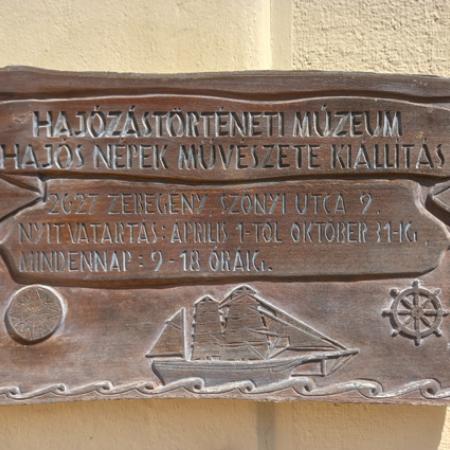 HAJÓZÁSTÖRTÉNETI MÚZEUM
HAJÓS NÉPEK MŰVÉSZETE KIÁLLÍTÁS
2627 ZEBEGÉNY, SZŐNYI UTCA 9.
NYITVATARTÁS: ÁPRILIS 1-TŐL OKTÓBER 31-IG
MINDENNAP: 9-18 ÓRÁIG.